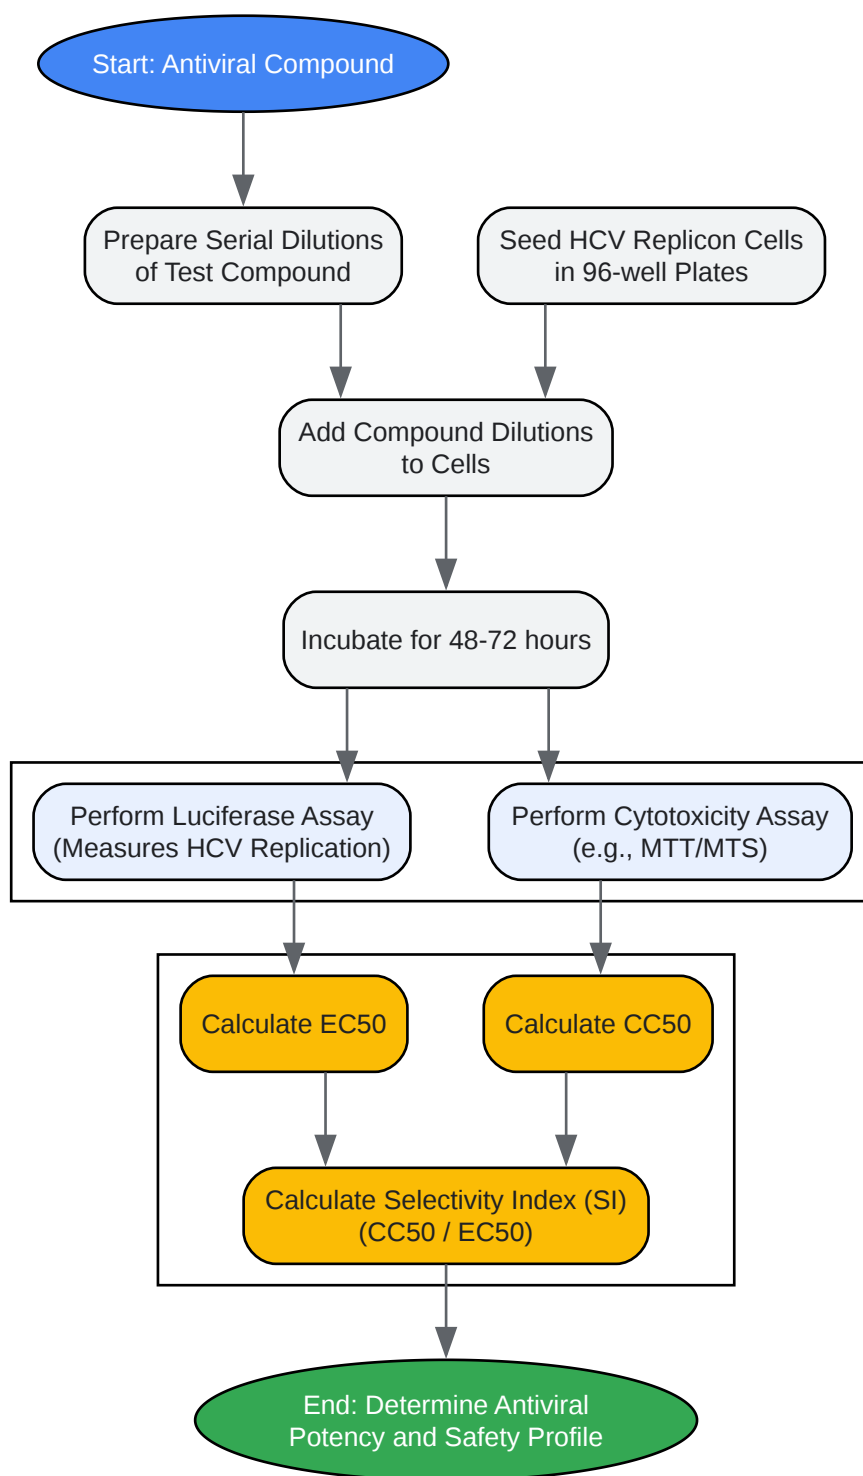 Start: Antiviral Compound
Prepare Serial Dilutions
of Test Compound
Seed HCV Replicon Cells
in 96-well Plates
Add Compound Dilutions
to Cells
Incubate for 48-72 hours
Perform Luciferase Assay
(Measures HCV Replication)
Perform Cytotoxicity Assay
(e.g., MTT/MTS)
Calculate EC50
Calculate CC50
Calculate Selectivity Index (SI)
(CC50 / EC50)
End: Determine Antiviral
Potency and Safety Profile